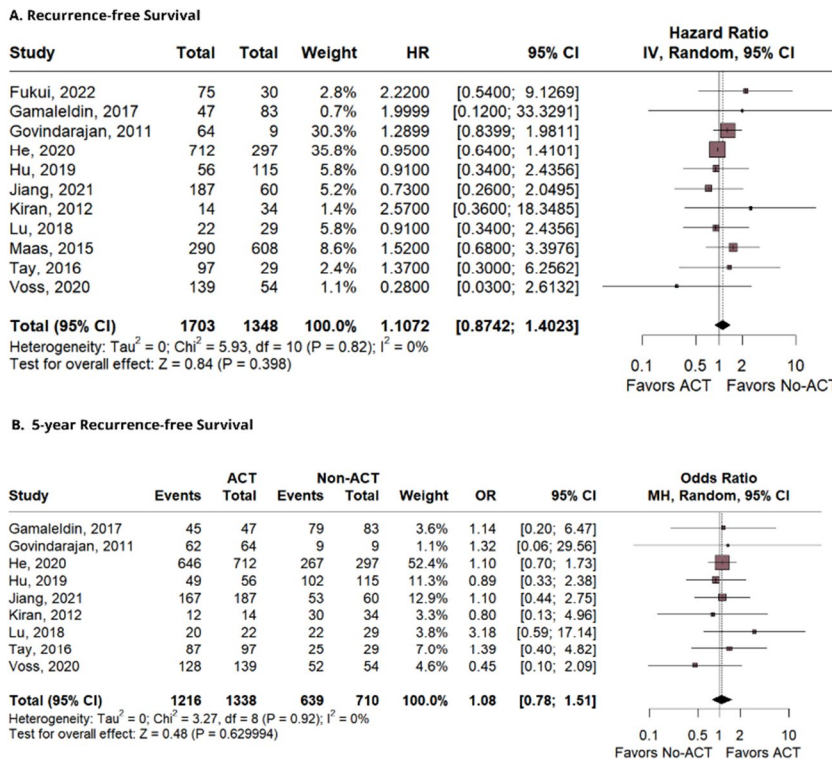 A. Recurrence-free Survival
Hazard Ratio
Study Total Total Weight HR 95% CI IV, Random, 95% CI
Fukui, 2022 75 30 2.8% 2.2200 [0.5400; 9.1269]
Gamaleldin, 2017 47 83 0.7% 1.9999 [0.1200; 33.3291]
Govindarajan, 2011 64 9 30.3% 1.2899 [0.8399; 1.9811]
He, 2020 712 297 35.8% 0.9500 [0.6400; 1.4101]
Hu, 2019 56 115 5.8% 0.9100 [0.3400; 2.4356]
Jiang, 2021 187 60 5.2% 0.7300 [0.2600; 2.0495]
Kiran, 2012 14 34 1.4% 2.5700 [0.3600; 18.3485]
Lu, 2018 22 29 5.8% 0.9100 [0.3400; 2.4356]
Maas, 2015 290 608 8.6% 1.5200 [0.6800; 3.3976]
Tay, 2016 97 29 2.4% 1.3700 [0.3000; 6.2562]
Voss, 2020 139 54 1.1% 0.2800 [0.0300; 2.6132]
Total (95% CI) 1703 1348 100.0% 1.1072 [0.8742; 1.4023]
Heterogeneity: Tau² = 0; Chi² = 5.93, df = 10 (P = 0.82); I² = 0%
Test for overall effect: Z = 0.84 (P = 0.398)
0.1 0.5 1 2 10
Favors ACT Favors No-ACT
B. 5-year Recurrence-free Survival
ACT Non-ACT Odds Ratio
Study Events Total Events Total Weight OR 95% CI MH, Random, 95% CI
Gamaleldin, 2017 45 47 79 83 3.6% 1.14 [0.20; 6.47]
Govindarajan, 2011 62 64 9 9 1.1% 1.32 [0.06; 29.56]
He, 2020 646 712 267 297 52.4% 1.10 [0.70; 1.73]
Hu, 2019 49 56 102 115 11.3% 0.89 [0.33; 2.38]
Jiang, 2021 167 187 53 60 12.9% 1.10 [0.44; 2.75]
Kiran, 2012 12 14 30 34 3.3% 0.80 [0.13; 4.96]
Lu, 2018 20 22 22 29 3.8% 3.18 [0.59; 17.14]
Tay, 2016 87 97 25 29 7.0% 1.39 [0.40; 4.82]
Voss, 2020 128 139 52 54 4.6% 0.45 [0.10; 2.09]
Total (95% CI) 1216 1338 639 710 100.0% 1.08 [0.78; 1.51]
Heterogeneity: Tau² = 0; Chi² = 3.27, df = 8 (P = 0.92); I² = 0%
Test for overall effect: Z = 0.48 (P = 0.629994)
0.1 0.5 1 2 10
Favors No-ACT Favors ACT